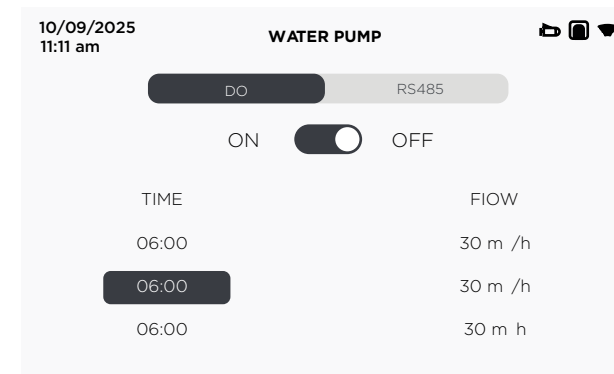 10/09/2025
11:11 am
WATER PUMP
DO RS485
ON OFF
TIME FIOW
06:00 30 m /h
06:00 30 m /h
06:00 30 m h